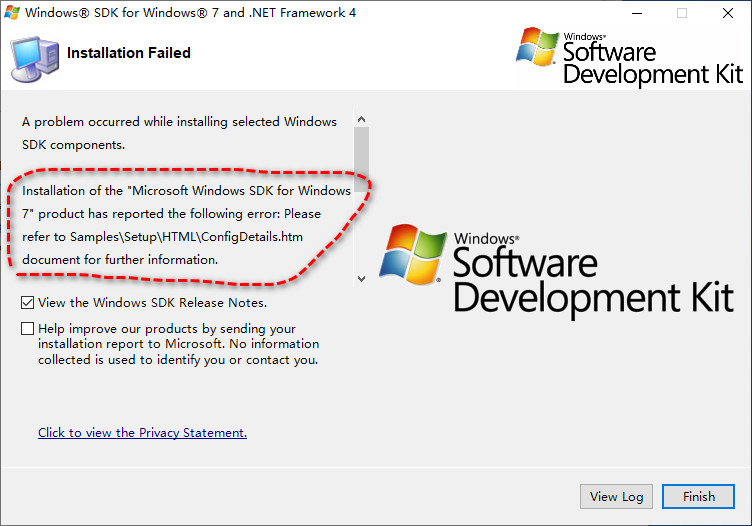 Windows® SDK for Windows® 7 and .NET Framework 4
Installation Failed
Windows®
Software
Development Kit
A problem occurred while installing selected Windows
SDK components.
Installation of the "Microsoft Windows SDK for Windows
7" product has reported the following error: Please
refer to Samples\Setup\HTML\ConfigDetails.htm
document for further information.
Windows®
Software
Development Kit
View the Windows SDK Release Notes.
Help improve our products by sending your
installation report to Microsoft. No information
collected is used to identify you or contact you.
Click to view the Privacy Statement.
View Log
Finish